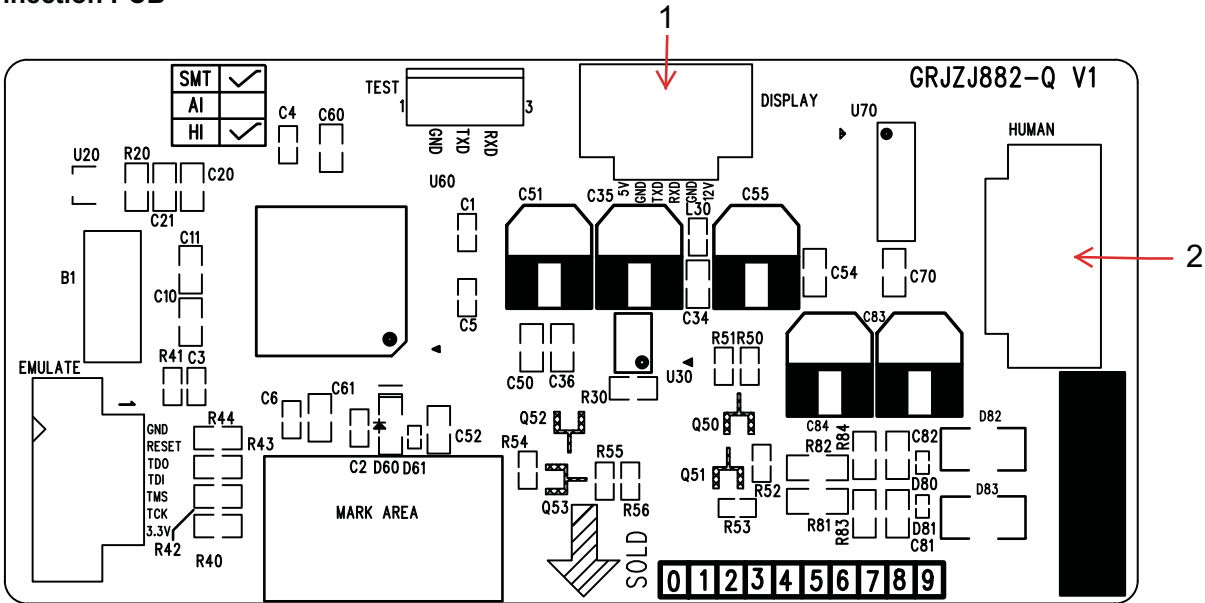 1
SMT
AI
HI
C4
C60
TEST
1
3
GND
TXD
RXD
DISPLAY
5V
GND
TXD
RXD
GND
12V
GRJZJ882-Q V1
U70
HUMAN
2
U20
R20
C20
C21
U60
C1
C51
C35
L30
C55
C11
B1
C10
C5
C34
C54
C70
R41
C3
C50
C36
R30
U30
R51
R50
C83
EMULATE
1
GND
RESET
TDO
TDI
TMS
TCK
3.3V
R44
R43
R42
R40
C6
C61
C2
D60
D61
C52
Q52
R54
Q53
R55
R56
Q50
Q51
R52
R53
C84
R82
R84
C82
D82
D80
R81
R83
D81
C81
D83
MARK AREA
SOLD
0 1 2 3 4 5 6 7 8 9